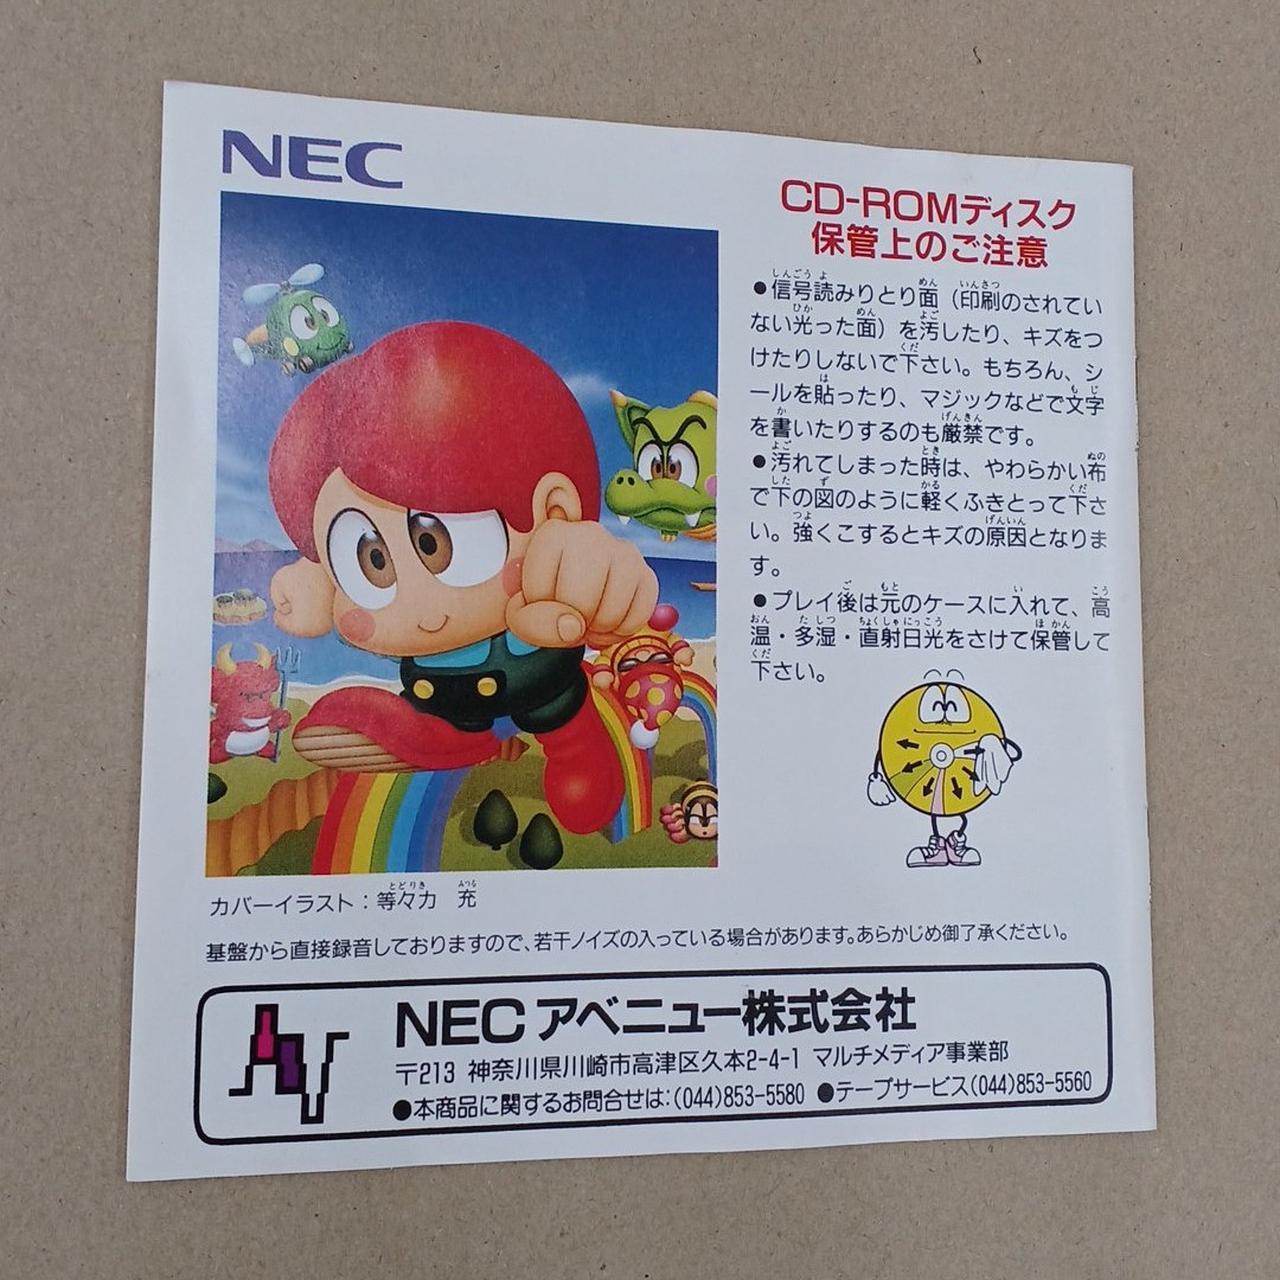 NEC
CD-ROMディスク
保管上のご注意
●信号読みりとり面（印刷のされてい
ない光った面）を汚したり、キズをつ
けたりしないで下さい。もちろん、シ
ールを貼ったり、マジックなどで文字
を書いたりするのも厳禁です。
●汚れてしまった時は、やわらかい布
で下の図のように軽くふきとって下さ
い。強くこするとキズの原因となりま
す。
●プレイ後は元のケースに入れて、高
温・多湿・直射日光をさけて保管して
下さい。
カバーイラスト：等々力 充
基盤から直接録音しておりますので、若干ノイズの入っている場合があります。あらかじめ御了承ください。
NECアベニュー株式会社
〒213 神奈川県川崎市高津区久本2-4-1 マルチメディア事業部
●本商品に関するお問合せは:(044)853-5580 ●テープサービス(044)853-5560